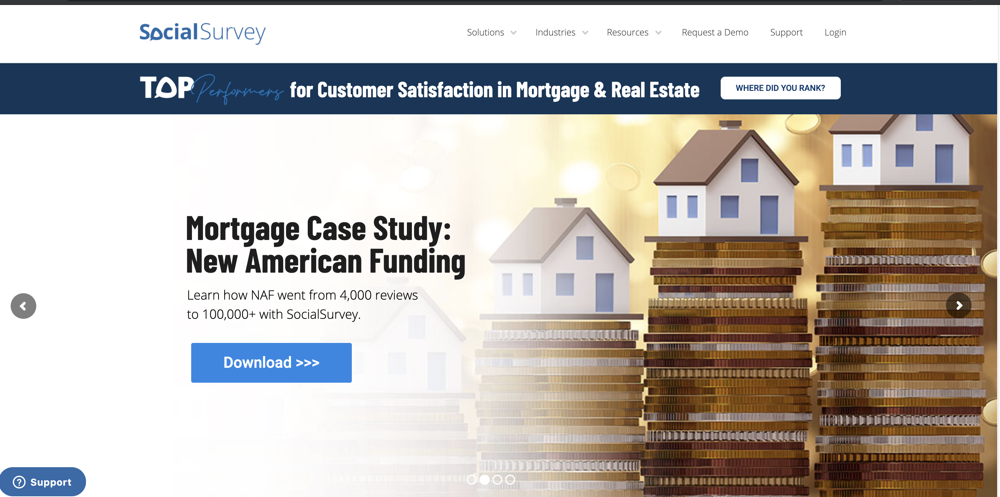 SocialSurvey
Solutions Industries Resources Request a Demo Support Login
TOP Performers for Customer Satisfaction in Mortgage & Real Estate WHERE DID YOU RANK?
Mortgage Case Study:
New American Funding
Learn how NAF went from 4,000 reviews
to 100,000+ with SocialSurvey.
Download >>>
? Support